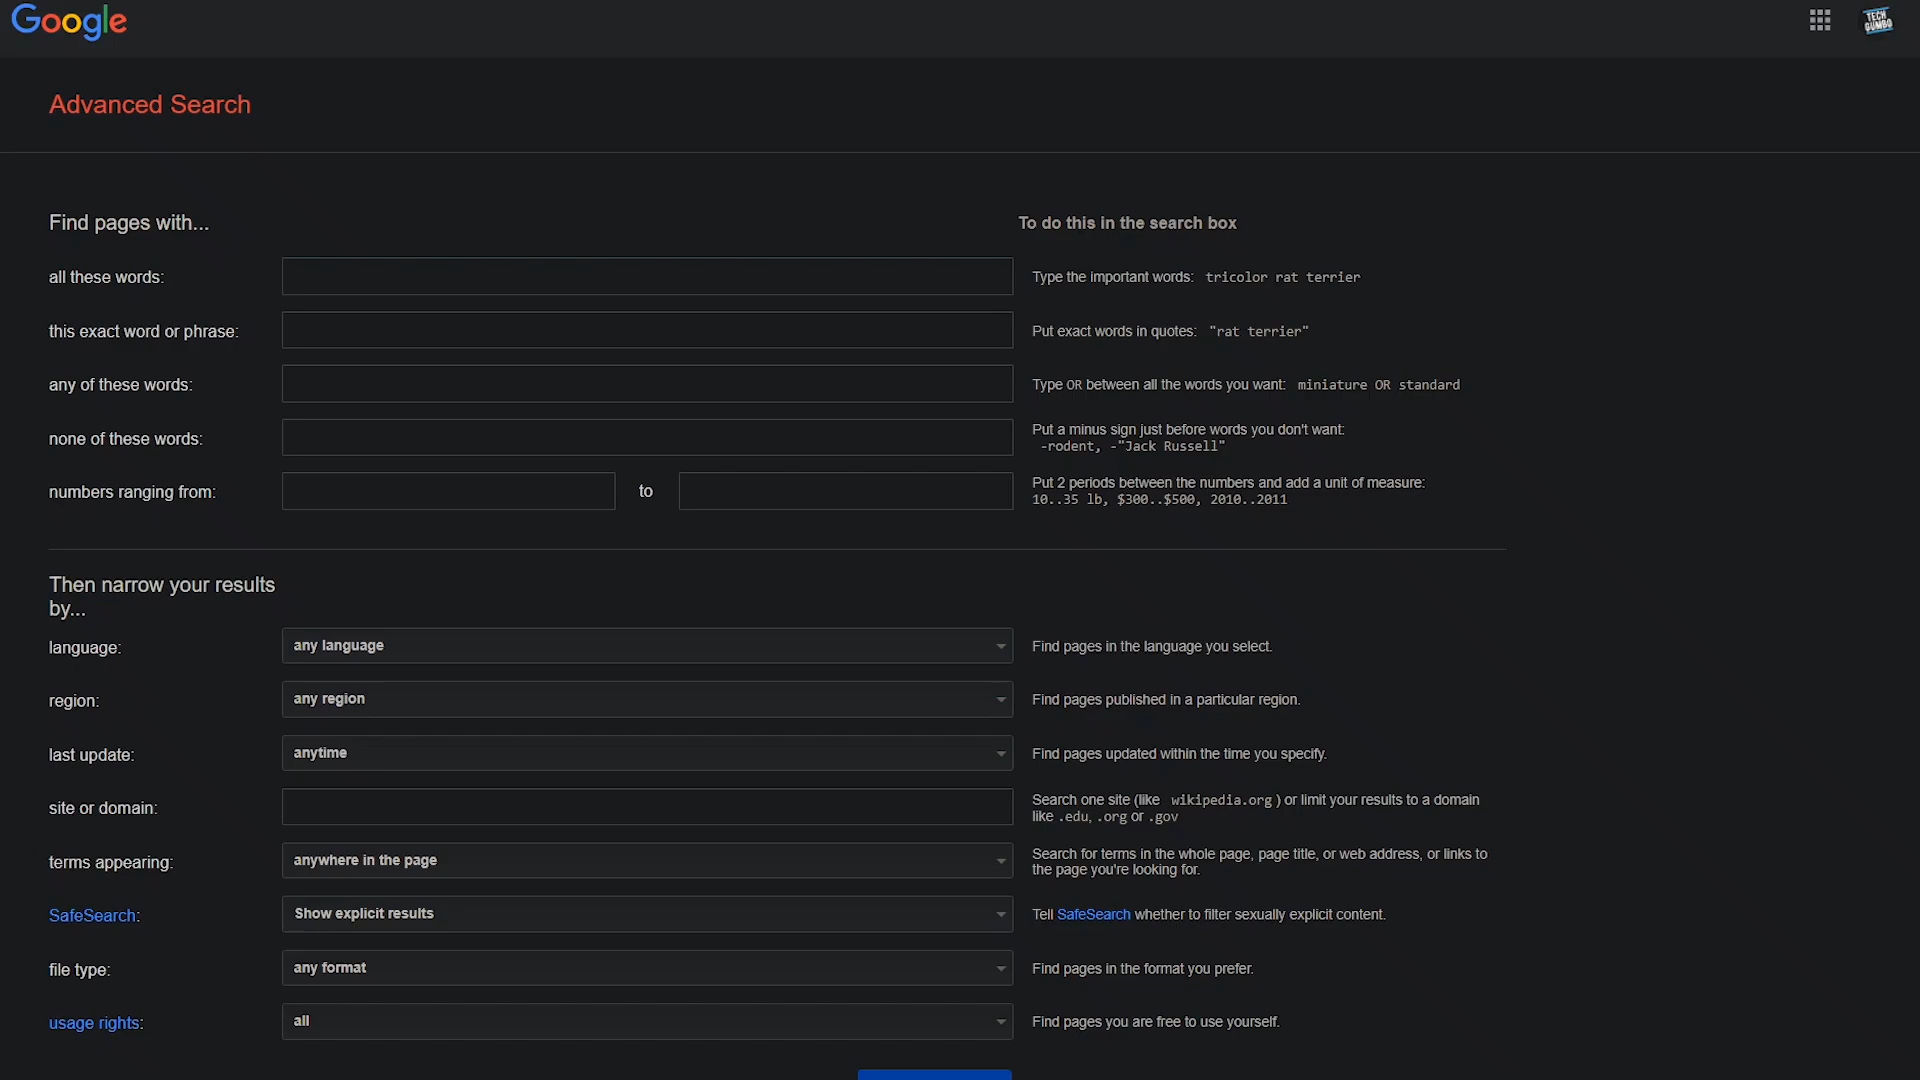 Google
TECH
GUMBO
Advanced Search
Find pages with...
To do this in the search box
all these words:
Type the important words: tricolor rat terrier
this exact word or phrase:
Put exact words in quotes: "rat terrier"
any of these words:
Type OR between all the words you want: miniature OR standard
none of these words:
Put a minus sign just before words you don't want:
-rodent, -"Jack Russell"
numbers ranging from:
to
Put 2 periods between the numbers and add a unit of measure:
10..35 lb, $300..$500, 2010..2011
Then narrow your results
by...
language:
any language
Find pages in the language you select.
region:
any region
Find pages published in a particular region.
last update:
anytime
Find pages updated within the time you specify.
site or domain:
Search one site (like wikipedia.org ) or limit your results to a domain
like .edu, .org or .gov
terms appearing:
anywhere in the page
Search for terms in the whole page, page title, or web address, or links to
the page you're looking for.
SafeSearch:
Show explicit results
Tell SafeSearch whether to filter sexually explicit content.
file type:
any format
Find pages in the format you prefer.
usage rights:
all
Find pages you are free to use yourself.